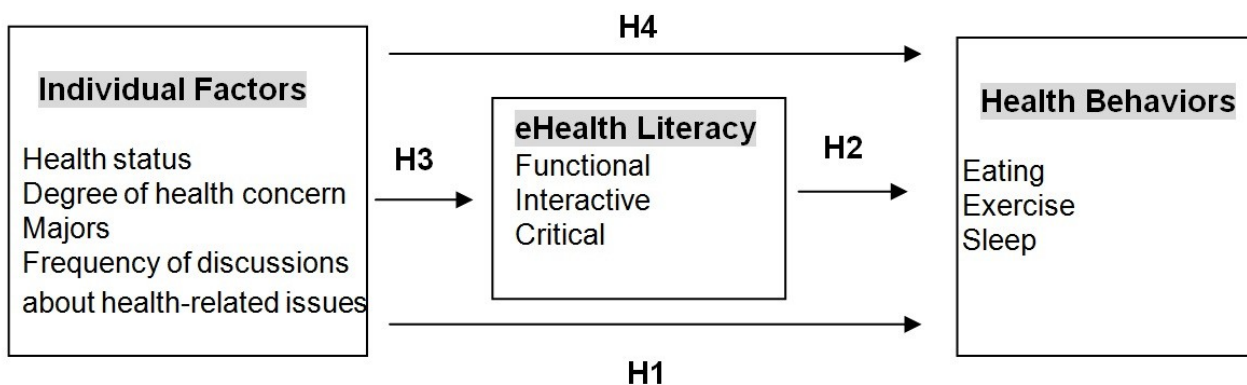 H4
Individual Factors
Health status
Degree of health concern
Majors
Frequency of discussions
about health-related issues
H3
eHealth Literacy
Functional
Interactive
Critical
H2
Health Behaviors
Eating
Exercise
Sleep
H1